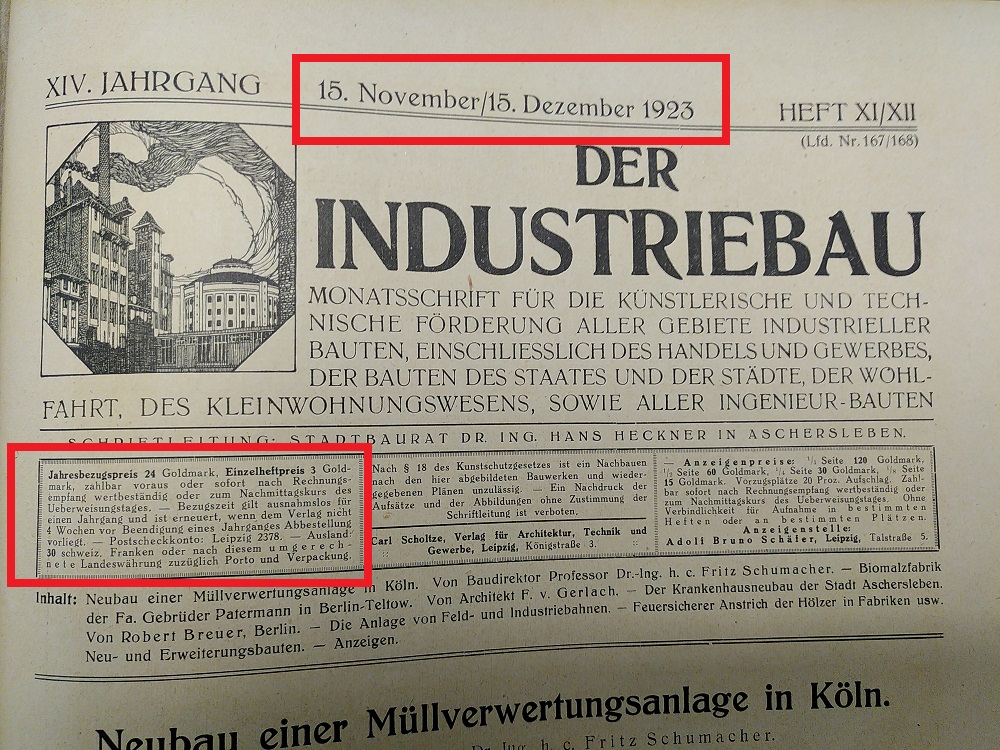 XIV. JAHRGANG
15. November/15. Dezember 1923
HEFT XI/XII
(Lfd. Nr. 167/168)
DER
INDUSTRIEBAU
MONATSSCHRIFT FÜR DIE KÜNSTLERISCHE UND TECH-
NISCHE FÖRDERUNG ALLER GEBIETE INDUSTRIELLER
BAUTEN, EINSCHLIESSLICH DES HANDELS UND GEWERBES,
DER BAUTEN DES STAATES UND DER STÄDTE, DER WOHL-
FAHRT, DES KLEINWOHNUNGSWESENS, SOWIE ALLER INGENIEUR-BAUTEN
SCHRIFTLEITUNG: STADTBAURAT DR. ING. HANS HECKNER IN ASCHERSLEBEN.
Jahresbezugspreis 24 Goldmark, Einzelheftpreis 3 Gold-
mark, zahlbar voraus oder sofort nach Rechnungs-
empfang wertbeständig oder zum Nachmittagskurs des
Ueberweisungstages. — Bezugszeit gilt ausnahmslos für
einen Jahrgang und ist erneuert, wenn dem Verlag nicht
4 Wochen vor Beendigung eines Jahrganges Abbestellung
vorliegt. — Postscheckkonto: Leipzig 2378. — Ausland:
30 schweiz. Franken oder nach diesem umgerech-
nete Landeswährung zuzüglich Porto und Verpackung.
Nach § 18 des Kunstschutzgesetzes ist ein Nachbauen
nach den hier abgebildeten Bauwerken und wieder-
gegebenen Plänen unzulässig. — Ein Nachdruck der
Aufsätze und der Abbildungen ohne Zustimmung der
Schriftleitung ist verboten.
Carl Scholtze, Verlag für Architektur, Technik und
:: Gewerbe, Leipzig, Königstraße 3. ::
— Anzeigenpreise: 1/1 Seite 120 Goldmark,
1/2 Seite 60 Goldmark, 1/4 Seite 30 Goldmark, 1/8 Seite
15 Goldmark. Vorzugsplätze 20 Proz. Aufschlag. Zahl-
bar sofort nach Rechnungsempfang wertbeständig oder
zum Nachmittagskurs des Ueberweisungstages. Ohne
Verbindlichkeit für Aufnahme in bestimmten
Heften oder an bestimmten Plätzen.
Anzeigenstelle:
Adolf Bruno Schäfer, Leipzig, Talstraße 5.
Inhalt: Neubau einer Müllverwertungsanlage in Köln. Von Baudirektor Professor Dr.-Ing. h. c. Fritz Schumacher. — Biomalzfabrik
der Fa. Gebrüder Patermann in Berlin-Teltow. Von Architekt F. v. Gerlach. — Der Krankenhausneubau der Stadt Aschersleben.
Von Robert Breuer, Berlin. — Die Anlage von Feld- und Industriebahnen. — Feuersicherer Anstrich der Hölzer in Fabriken usw.
Neu- und Erweiterungsbauten. — Anzeigen.
Neubau einer Müllverwertungsanlage in Köln.
Dr. Ing. h. c. Fritz Schumacher.